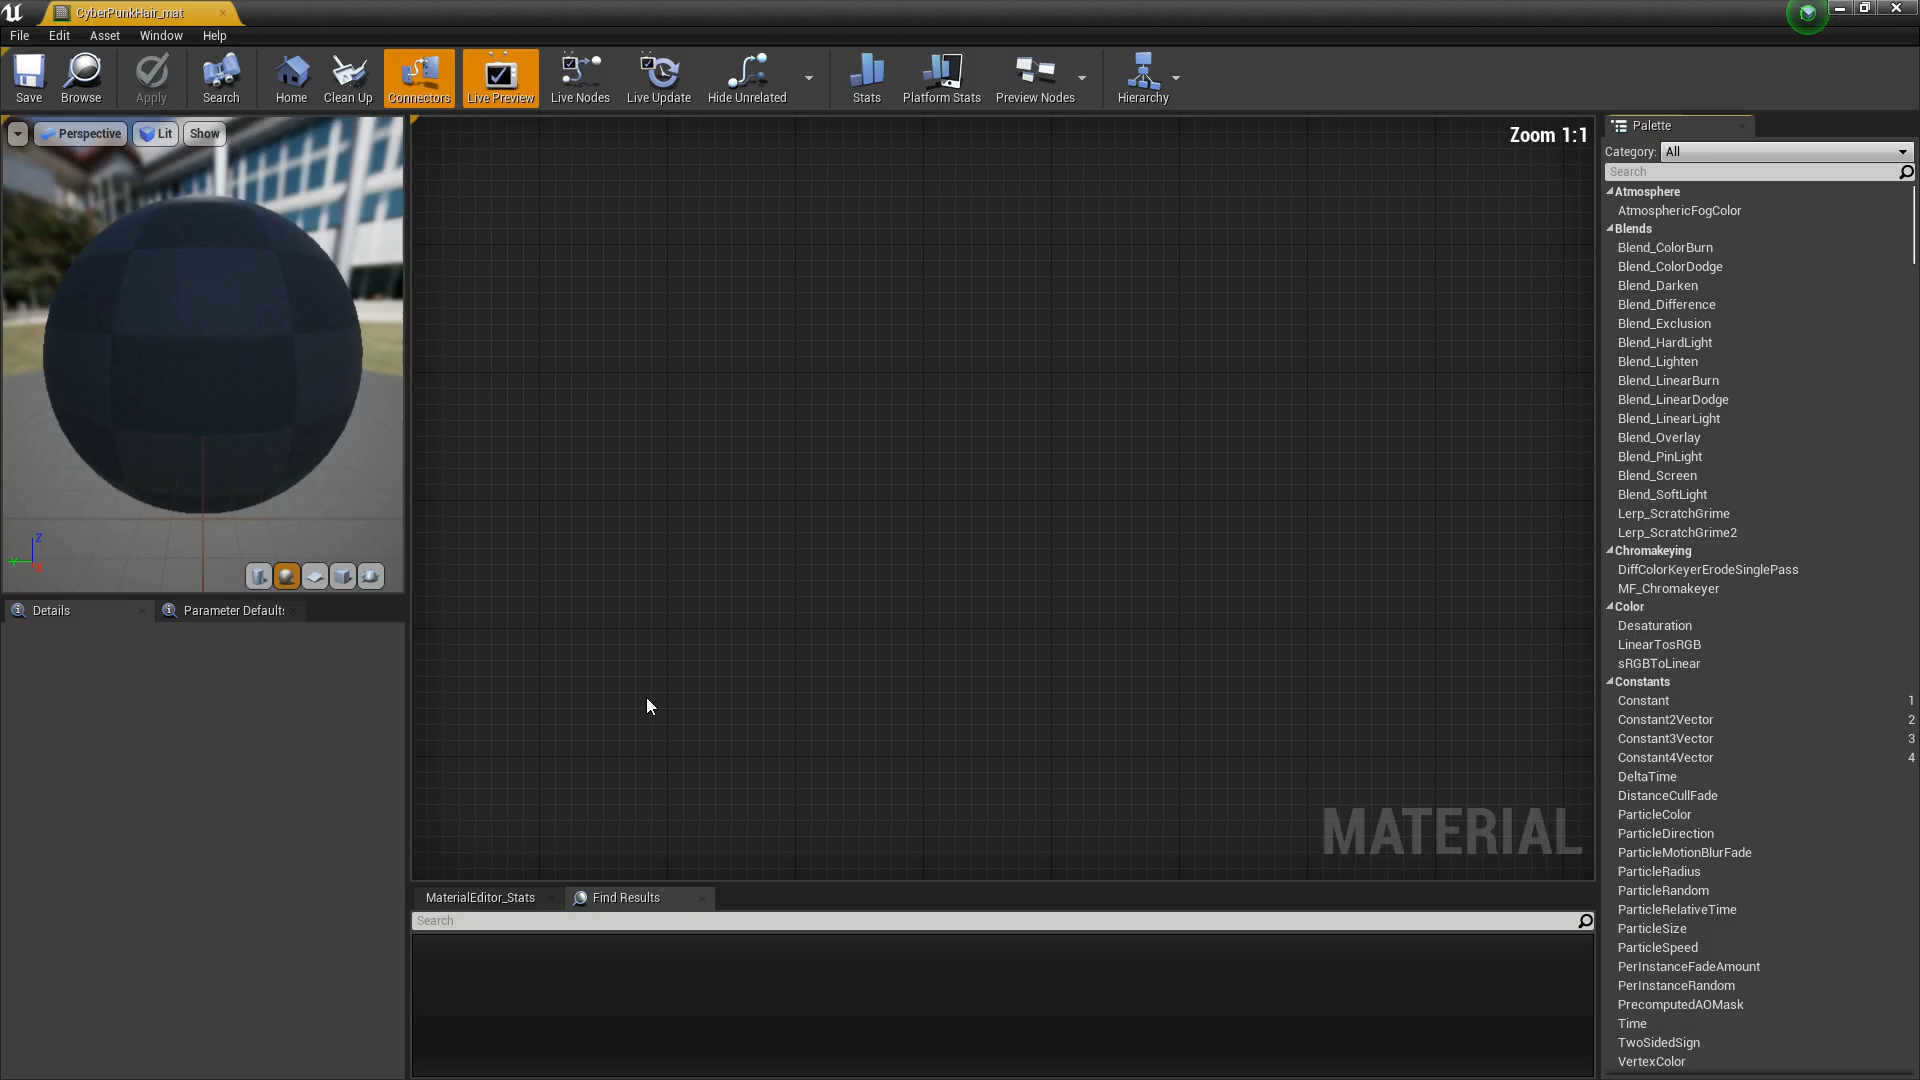 CyberPunkHair_mat
File Edit Asset Window Help
Save Browse Apply Search Home Clean Up Connectors Live Preview Live Nodes Live Update Hide Unrelated Stats Platform Stats Preview Nodes Hierarchy
Perspective Lit Show
Z
Y
X
Details Parameter Defaults
Zoom 1:1
MATERIAL
MaterialEditor_Stats Find Results
Search
Palette
Category: All
Search
Atmosphere
AtmosphericFogColor
Blends
Blend_ColorBurn
Blend_ColorDodge
Blend_Darken
Blend_Difference
Blend_Exclusion
Blend_HardLight
Blend_Lighten
Blend_LinearBurn
Blend_LinearDodge
Blend_LinearLight
Blend_Overlay
Blend_PinLight
Blend_Screen
Blend_SoftLight
Lerp_ScratchGrime
Lerp_ScratchGrime2
Chromakeying
DiffColorKeyerErodeSinglePass
MF_Chromakeyer
Color
Desaturation
LinearTosRGB
sRGBToLinear
Constants
Constant 1
Constant2Vector 2
Constant3Vector 3
Constant4Vector 4
DeltaTime
DistanceCullFade
ParticleColor
ParticleDirection
ParticleMotionBlurFade
ParticleRadius
ParticleRandom
ParticleRelativeTime
ParticleSize
ParticleSpeed
PerInstanceFadeAmount
PerInstanceRandom
PrecomputedAOMask
Time
TwoSidedSign
VertexColor